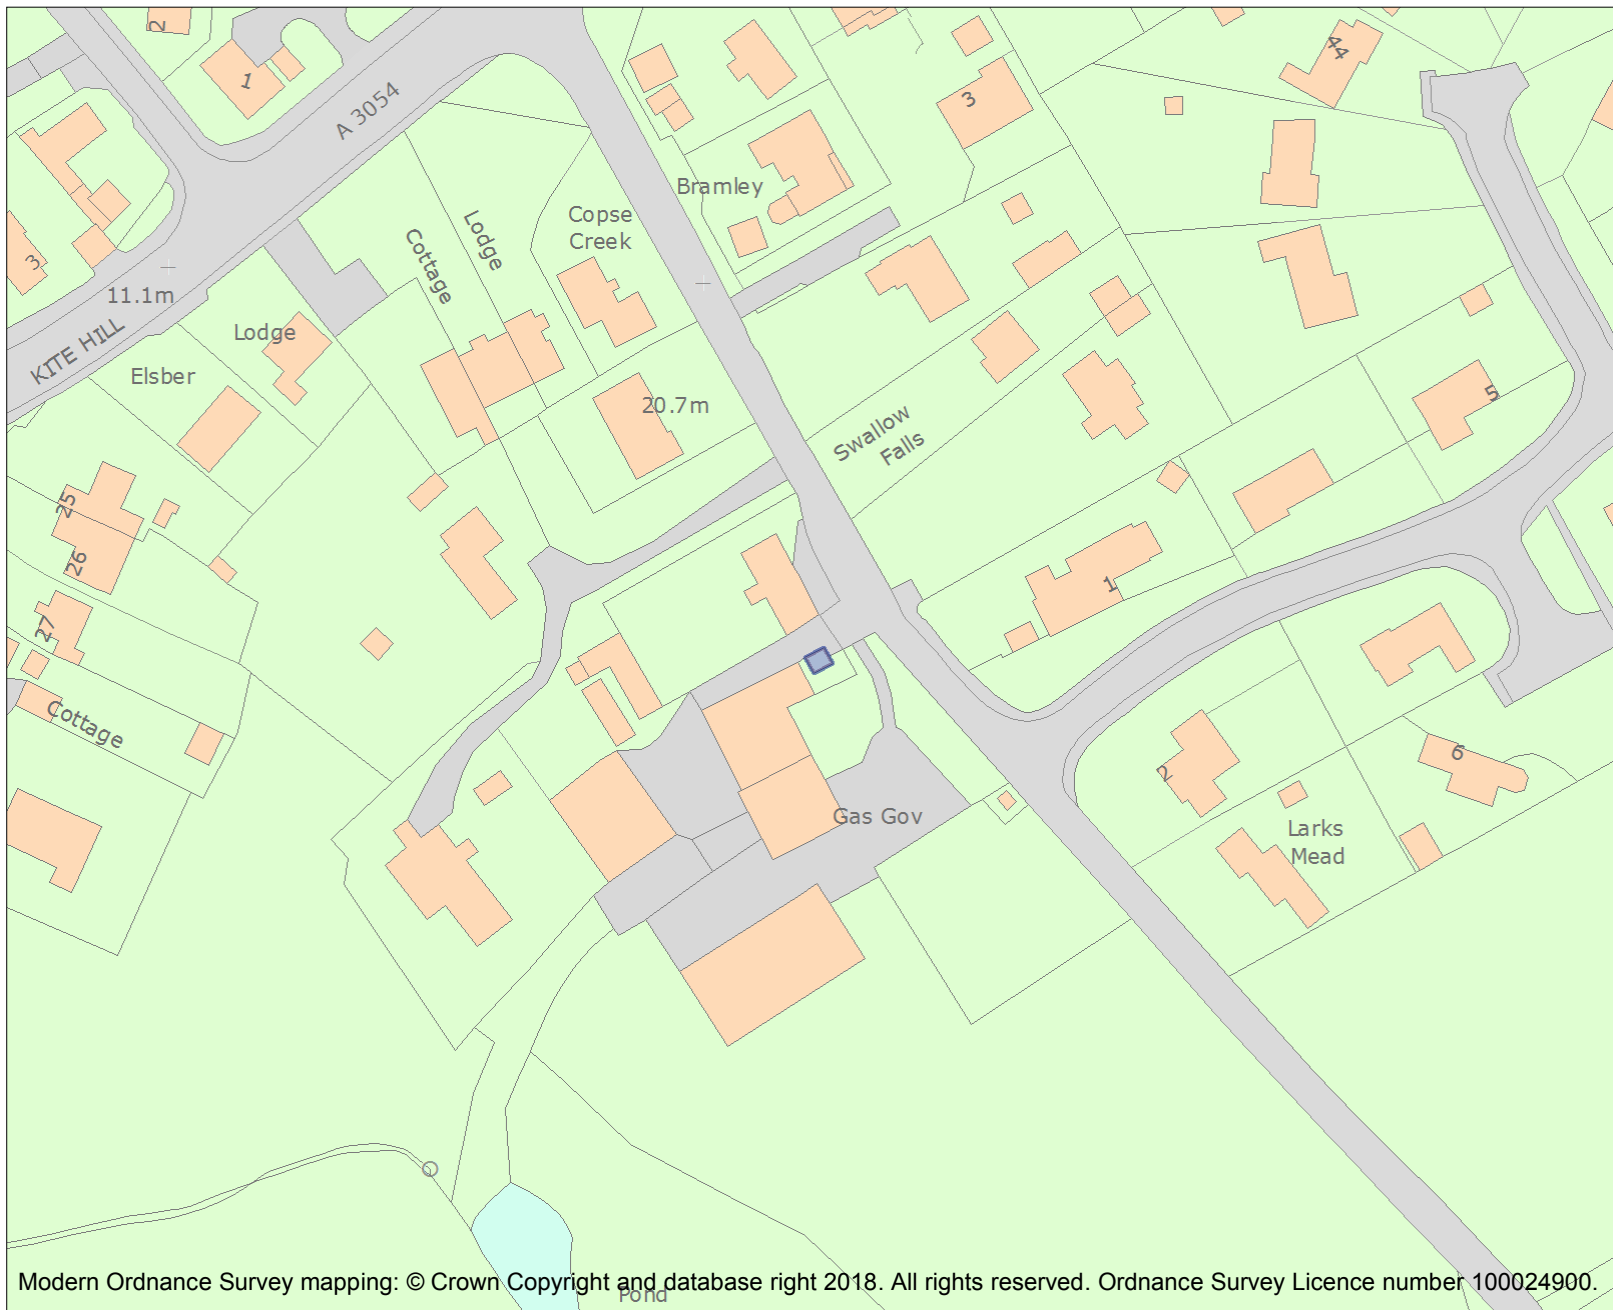 2
1
A 3054
44
3
Bramley
Copse
Creek
Lodge
Cottage
3
11.1m
KITE HILL
Lodge
Elsber
20.7m
Swallow
Falls
5
25
26
27
1
Cottage
2
6
Gas Gov
Larks
Mead
Pond
Modern Ordnance Survey mapping: © Crown Copyright and database right 2018. All rights reserved. Ordnance Survey Licence number 100024900.